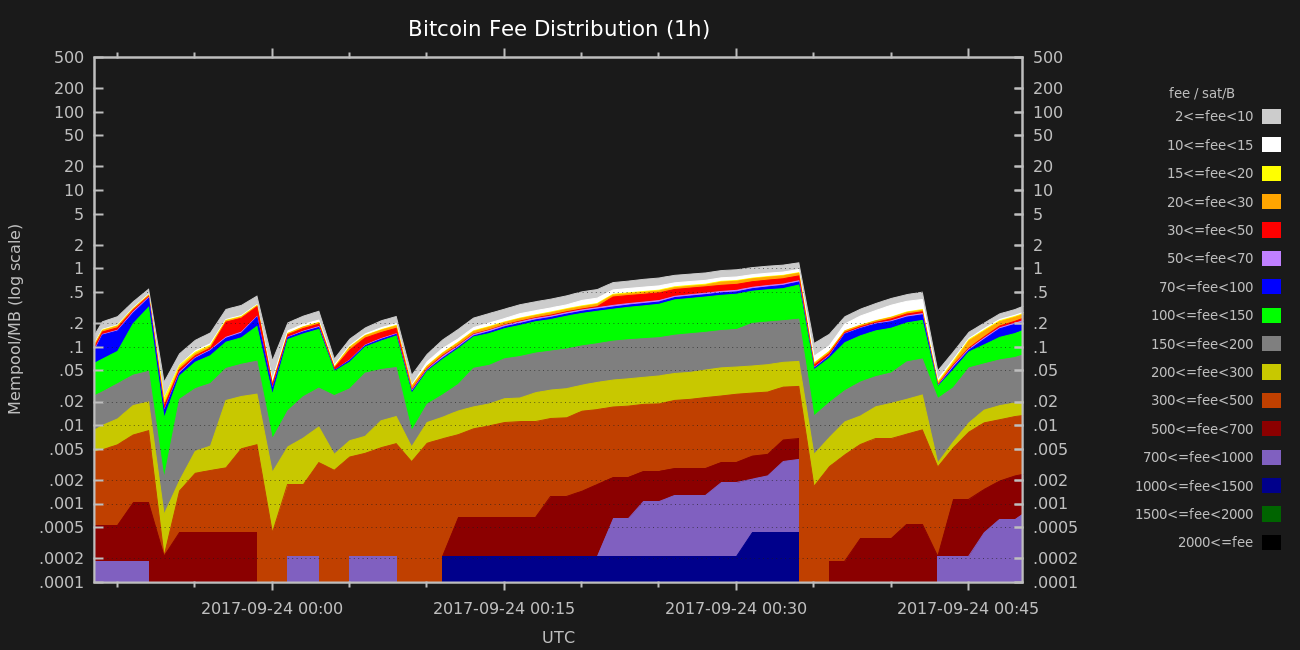 Bitcoin Fee Distribution (1h)
Mempool/MB (log scale)
500
200
100
50
20
10
5
2
1
.5
.2
.1
.05
.02
.01
.005
.002
.001
.0005
.0002
.0001
500
200
100
50
20
10
5
2
1
.5
.2
.1
.05
.02
.01
.005
.002
.001
.0005
.0002
.0001
2017-09-24 00:00
2017-09-24 00:15
2017-09-24 00:30
2017-09-24 00:45
UTC
fee / sat/B
2<=fee<10
10<=fee<15
15<=fee<20
20<=fee<30
30<=fee<50
50<=fee<70
70<=fee<100
100<=fee<150
150<=fee<200
200<=fee<300
300<=fee<500
500<=fee<700
700<=fee<1000
1000<=fee<1500
1500<=fee<2000
2000<=fee